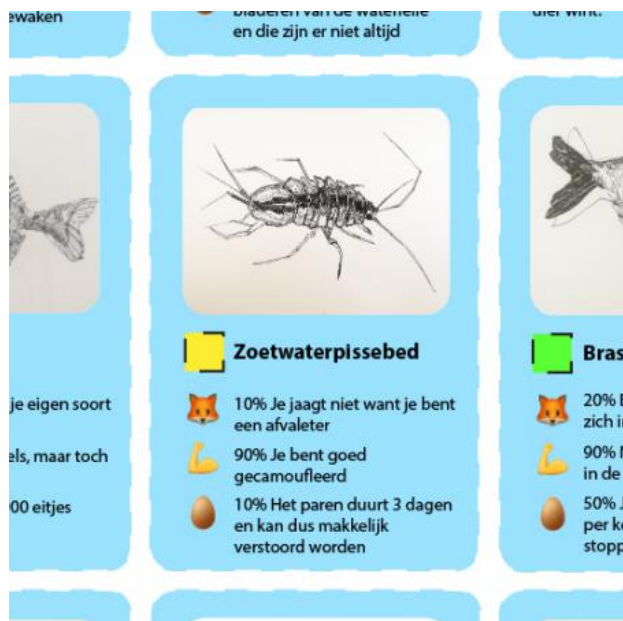 ewaken
bladeren van de waterlelie
en die zijn er niet altijd
dier wint.
je eigen soort
els, maar toch
00 eitjes
Zoetwaterpissebed
10% Je jaagt niet want je bent
een afvaleter
90% Je bent goed
gecamoufleerd
10% Het paren duurt 3 dagen
en kan dus makkelijk
verstoord worden
Bras
20% 
zich i
90% 
in de
50% J
per k
stopp